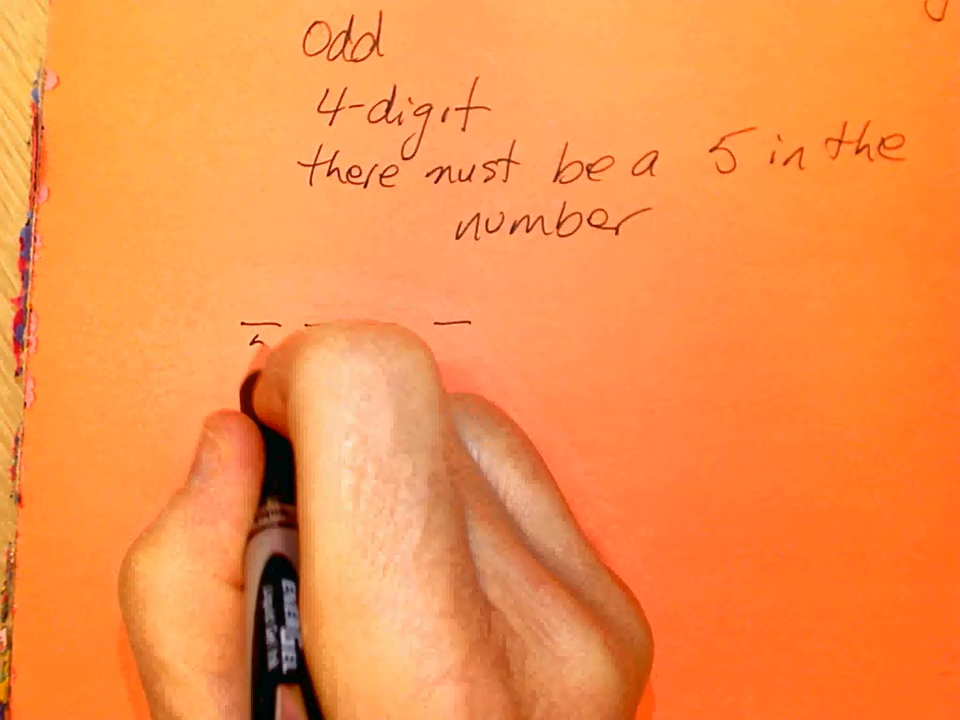 Odd
4-digit
there must be a 5 in the
number